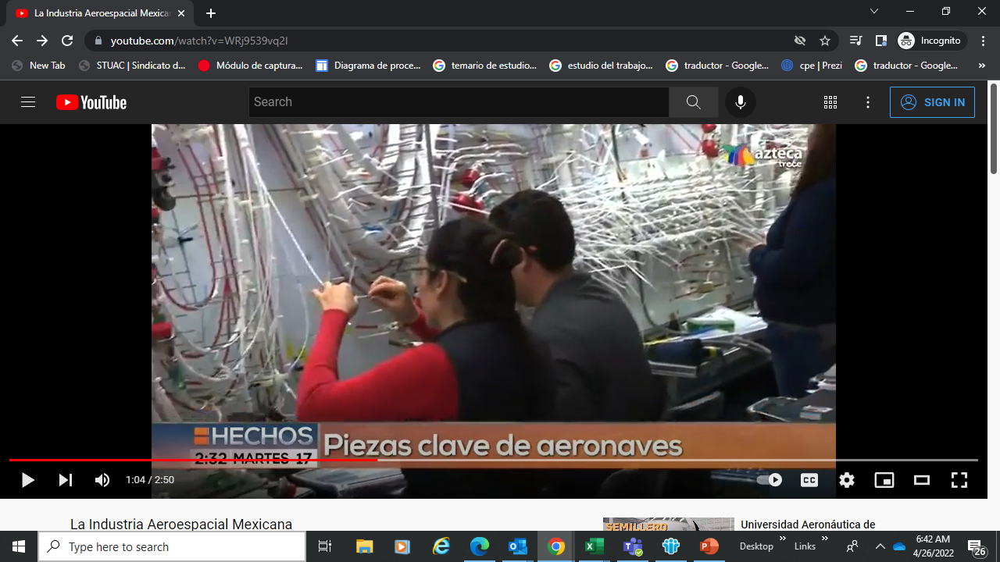 La Industria Aeroespacial Mexican
youtube.com/watch?v=WRj9539vq2I
Incognito
New Tab
STUAC | Sindicato d...
Módulo de captura...
Diagrama de proce...
temario de estudio...
estudio del trabajo...
traductor - Google...
cpe | Prezi
traductor - Google...
»
YouTube
Search
SIGN IN
azteca
trece
HECHOS
2:32 MARTES 17
Piezas clave de aeronaves
1:04 / 2:50
CC
La Industria Aeroespacial Mexicana
SEMILLERO
Universidad Aeronáutica de
Type here to search
Desktop
»
Links
»
6:42 AM
4/26/2022
26